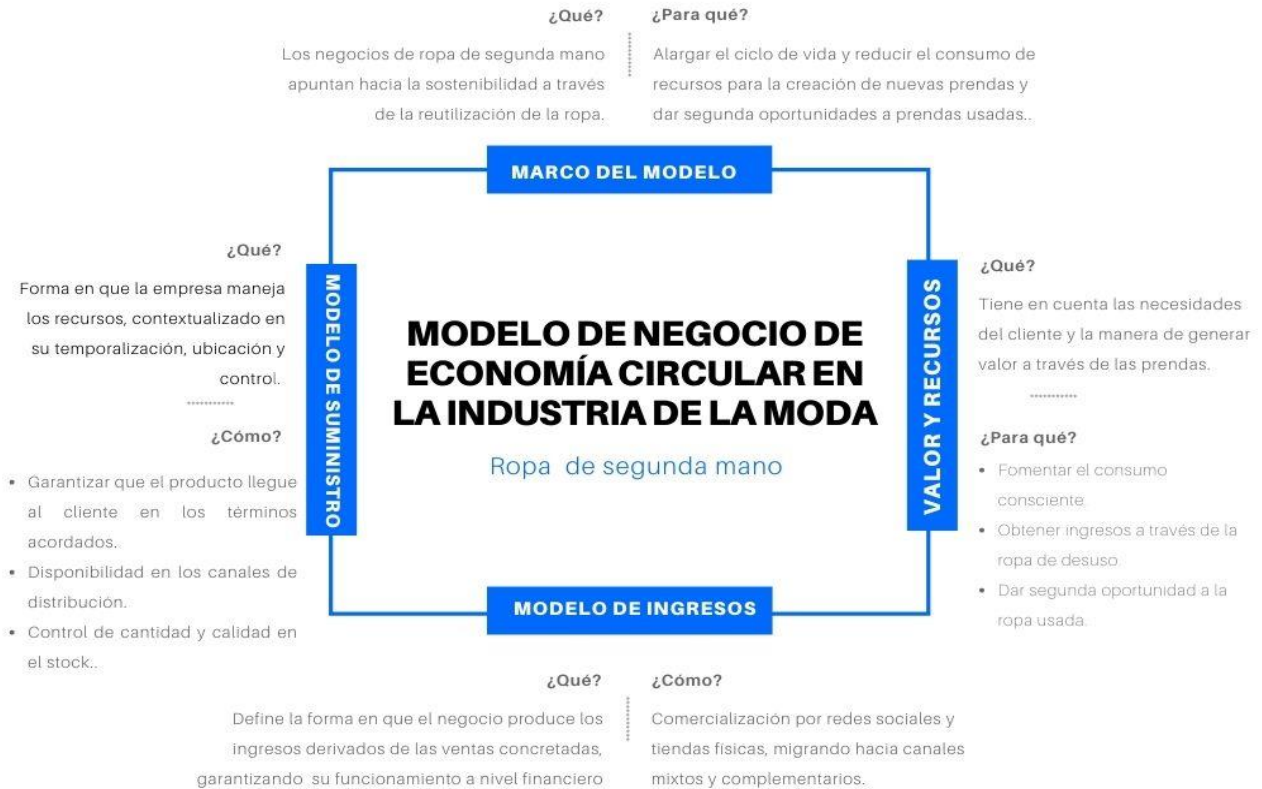 ¿Qué?
Los negocios de ropa de segunda mano
apuntan hacia la sostenibilidad a través
de la reutilización de la ropa.
¿Para qué?
Alargar el ciclo de vida y reducir el consumo de
recursos para la creación de nuevas prendas y
dar segunda oportunidades a prendas usadas..
MARCO DEL MODELO
¿Qué?
Forma en que la empresa maneja
los recursos, contextualizado en
su temporalización, ubicación y
control.
¿Cómo?
• Garantizar que el producto llegue
al cliente en los términos
acordados.
• Disponibilidad en los canales de
distribución.
• Control de cantidad y calidad en
el stock..
MODELO DE SUMINISTRO
MODELO DE NEGOCIO DE
ECONOMÍA CIRCULAR EN
LA INDUSTRIA DE LA MODA
Ropa de segunda mano
VALOR Y RECURSOS
¿Qué?
Tiene en cuenta las necesidades
del cliente y la manera de generar
valor a través de las prendas.
¿Para qué?
• Fomentar el consumo
consciente.
• Obtener ingresos a través de la
ropa de desuso.
• Dar segunda oportunidad a la
ropa usada.
MODELO DE INGRESOS
¿Qué?
Define la forma en que el negocio produce los
ingresos derivados de las ventas concretadas,
garantizando su funcionamiento a nivel financiero
¿Cómo?
Comercialización por redes sociales y
tiendas físicas, migrando hacia canales
mixtos y complementarios.